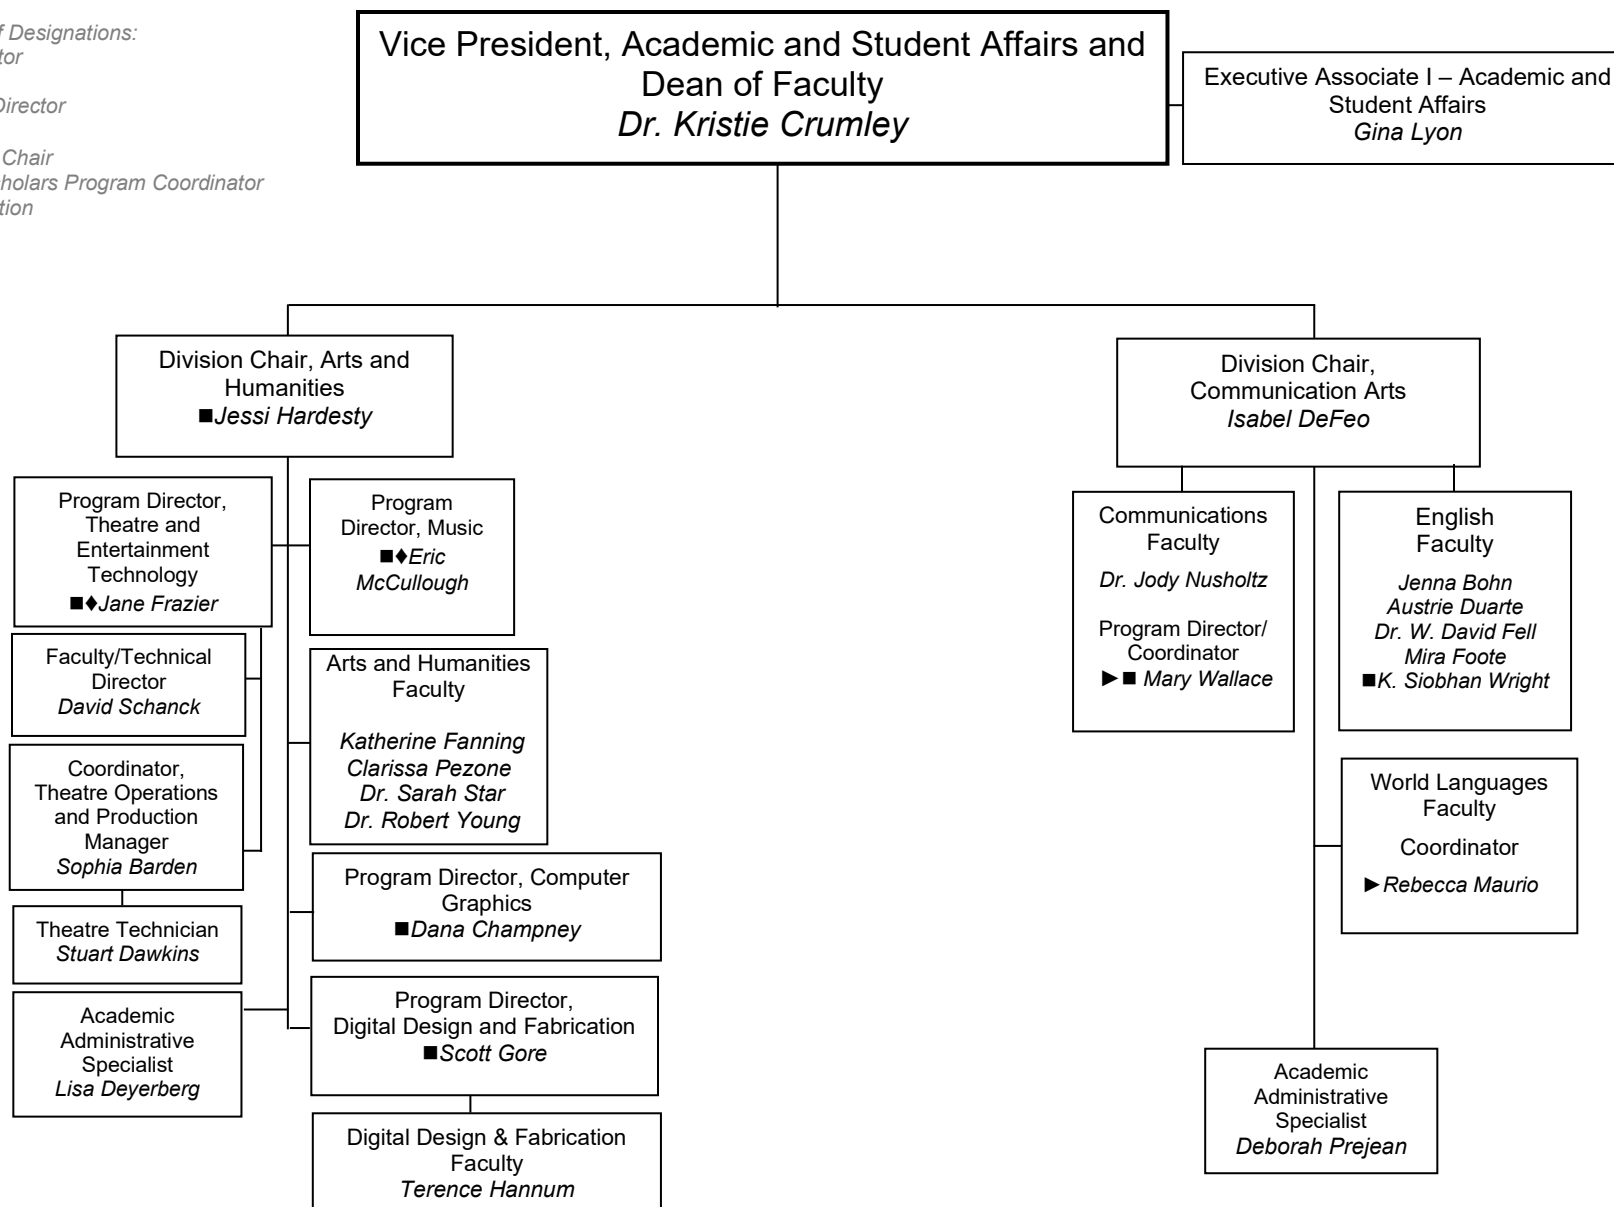 Designations:
Director
Chair
Program Coordinator
Vice President, Academic and Student Affairs and
Dean of Faculty
Dr. Kristie Crumley
Executive Associate I – Academic and
Student Affairs
Gina Lyon
Division Chair, Arts and
Humanities
■Jessi Hardesty
Program Director,
Theatre and
Entertainment
Technology
■♦Jane Frazier
Faculty/Technical
Director
David Schanck
Coordinator,
Theatre Operations
and Production
Manager
Sophia Barden
Theatre Technician
Stuart Dawkins
Academic
Administrative
Specialist
Lisa Deyerberg
Program
Director, Music
■♦Eric
McCullough
Arts and Humanities
Faculty
Katherine Fanning
Clarissa Pezone
Dr. Sarah Star
Dr. Robert Young
Program Director, Computer
Graphics
■Dana Champney
Program Director,
Digital Design and Fabrication
■Scott Gore
Digital Design & Fabrication
Faculty
Terence Hannum
Division Chair,
Communication Arts
Isabel DeFeo
Communications
Faculty
Dr. Jody Nusholtz
Program Director/
Coordinator
►■ Mary Wallace
English
Faculty
Jenna Bohn
Austrie Duarte
Dr. W. David Fell
Mira Foote
■K. Siobhan Wright
World Languages
Faculty
Coordinator
►Rebecca Maurio
Academic
Administrative
Specialist
Deborah Prejean